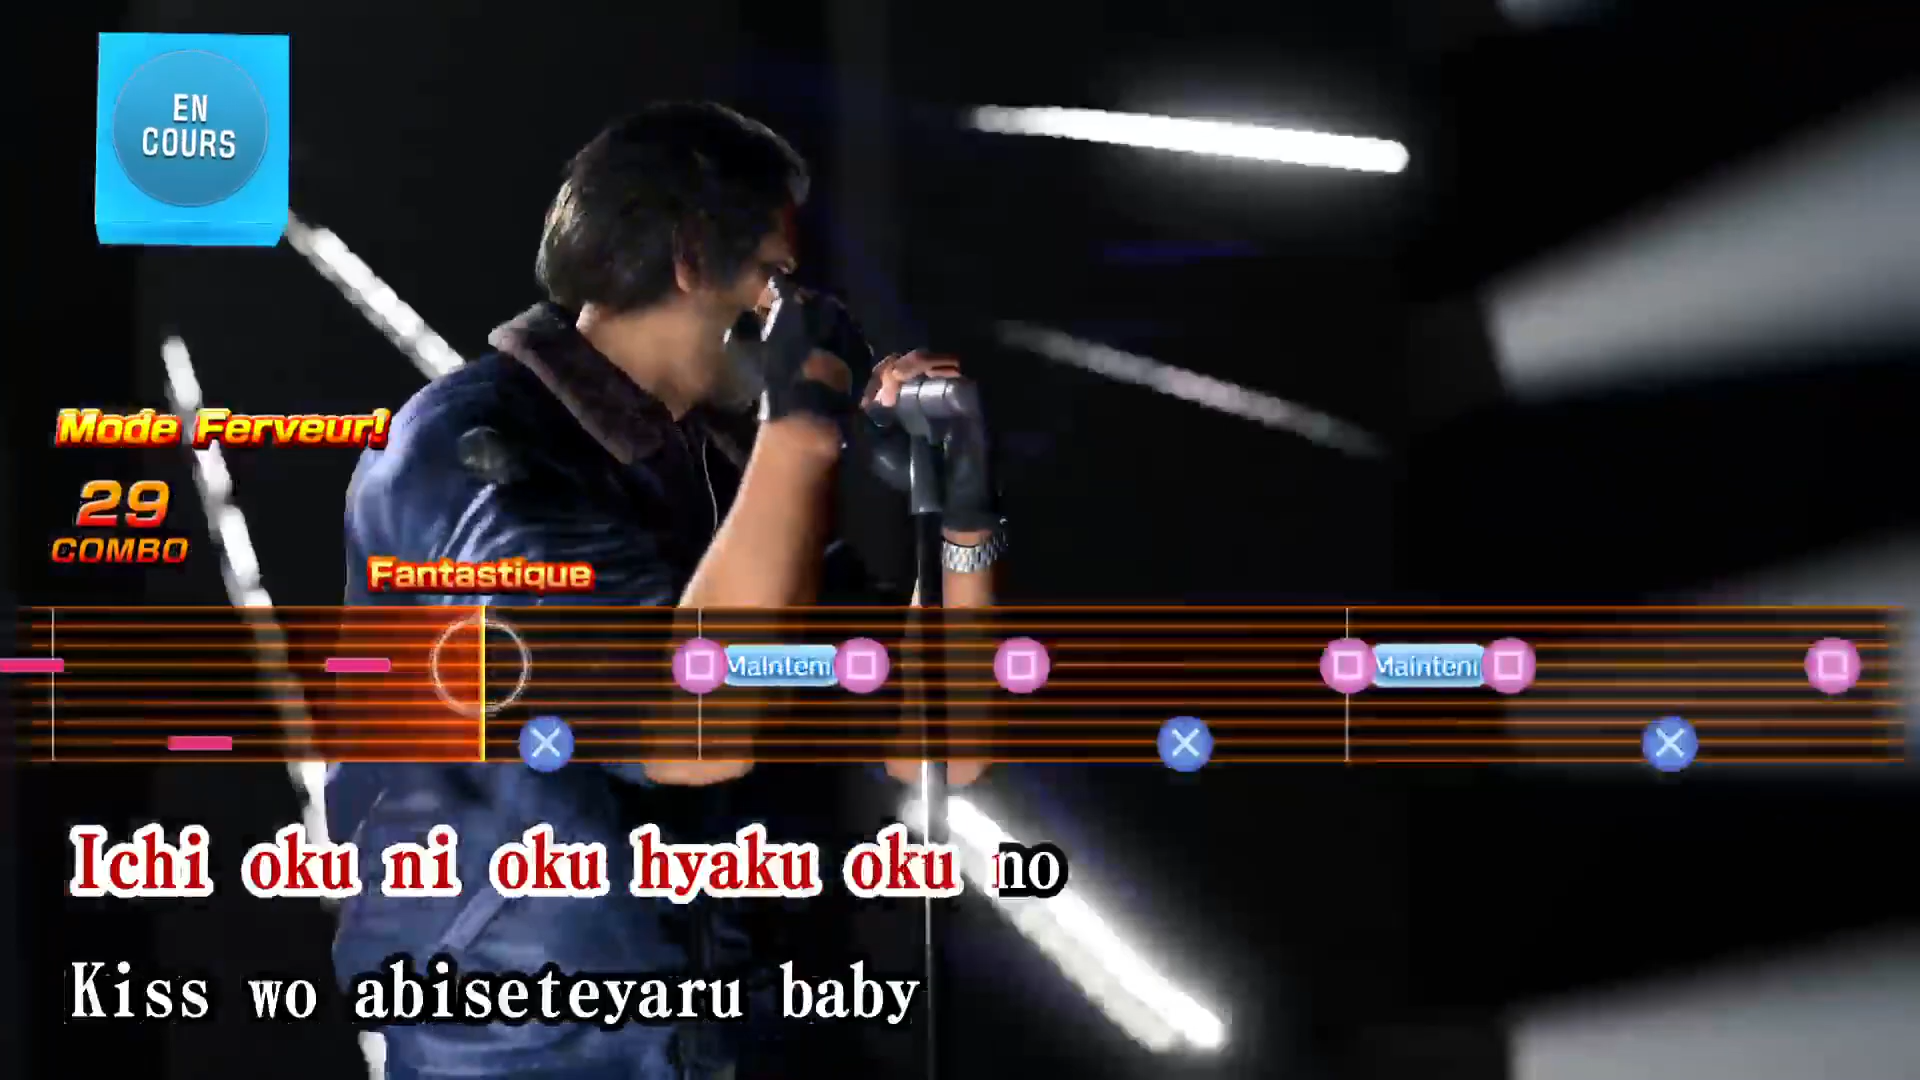 EN
COURS
Mode Ferveur!
29
COMBO
Fantastique
Mainteni
Mainteni
Ichi oku ni oku hyaku oku no
Kiss wo abiseteyaru baby